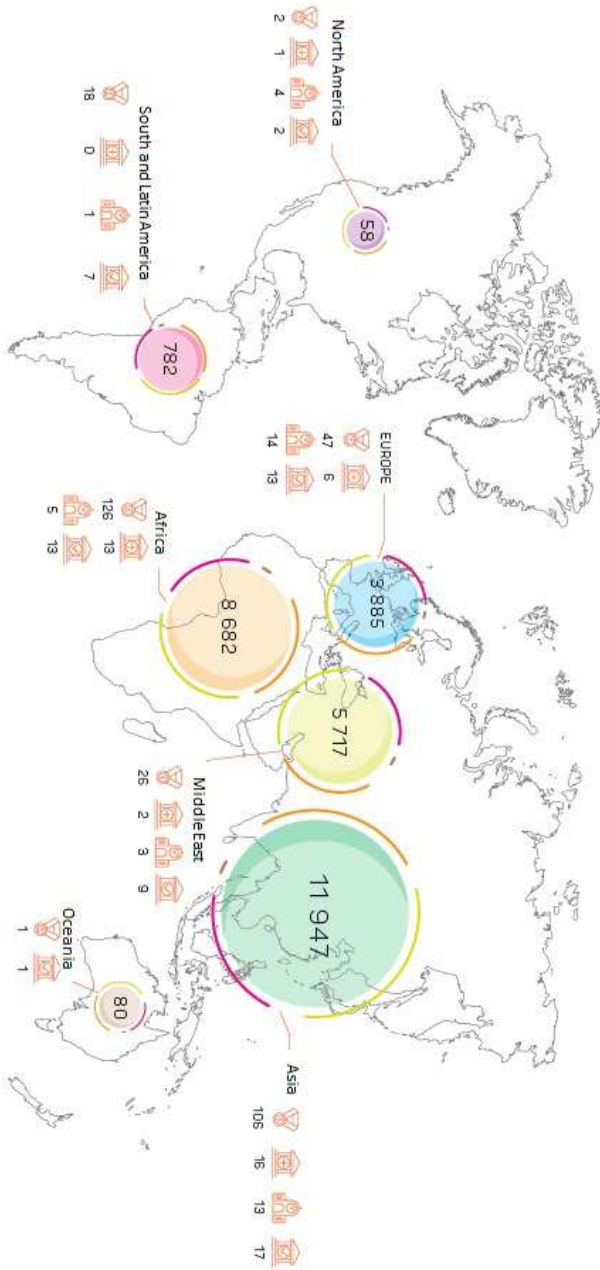 North America
2 1 4 2
58
South and Latin America
18 0 1 7
782
EUROPE
47 6
14 13
3 885
Africa
126 13
5 13
8 682
5 717
Middle East
26 2 3 9
11 947
Asia
106 16 13 17
Oceania
1 1
80